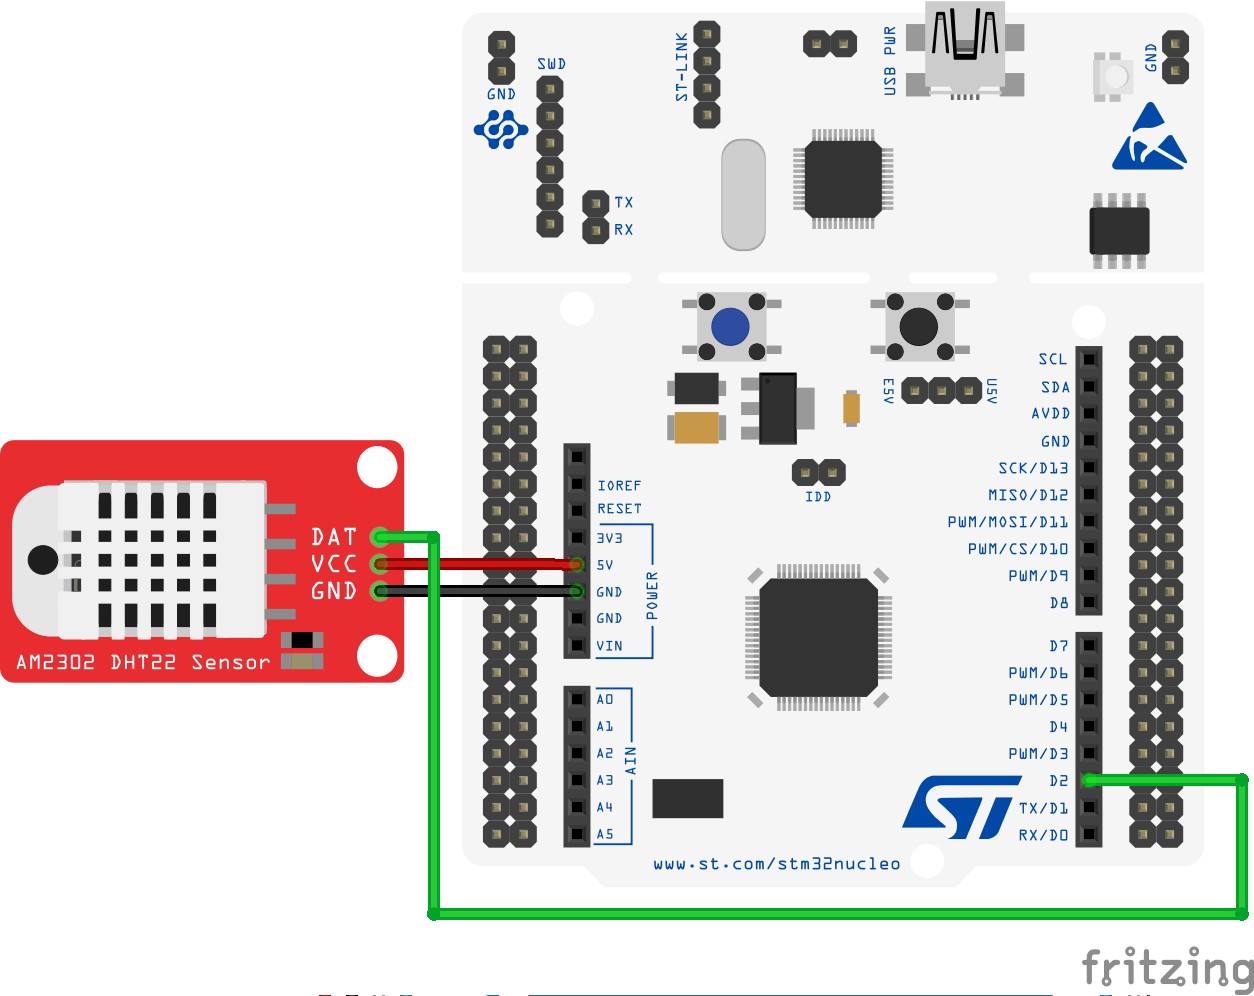 SWD
GND
ST-LINK
USB PWR
GND
TX
RX
E5V
U5V
IDD
IOREF
RESET
3V3
5V
GND
GND
VIN
POWER
A0
A1
A2
A3
A4
A5
AIN
SCL
SDA
AVDD
GND
SCK/D13
MISO/D12
PWM/MOSI/D11
PWM/CS/D10
PWM/D9
D8
D7
PWM/D6
PWM/D5
D4
PWM/D3
D2
TX/D1
RX/D0
DAT
VCC
GND
AM2302 DHT22 Sensor
ST
www.st.com/stm32nucleo
fritzing